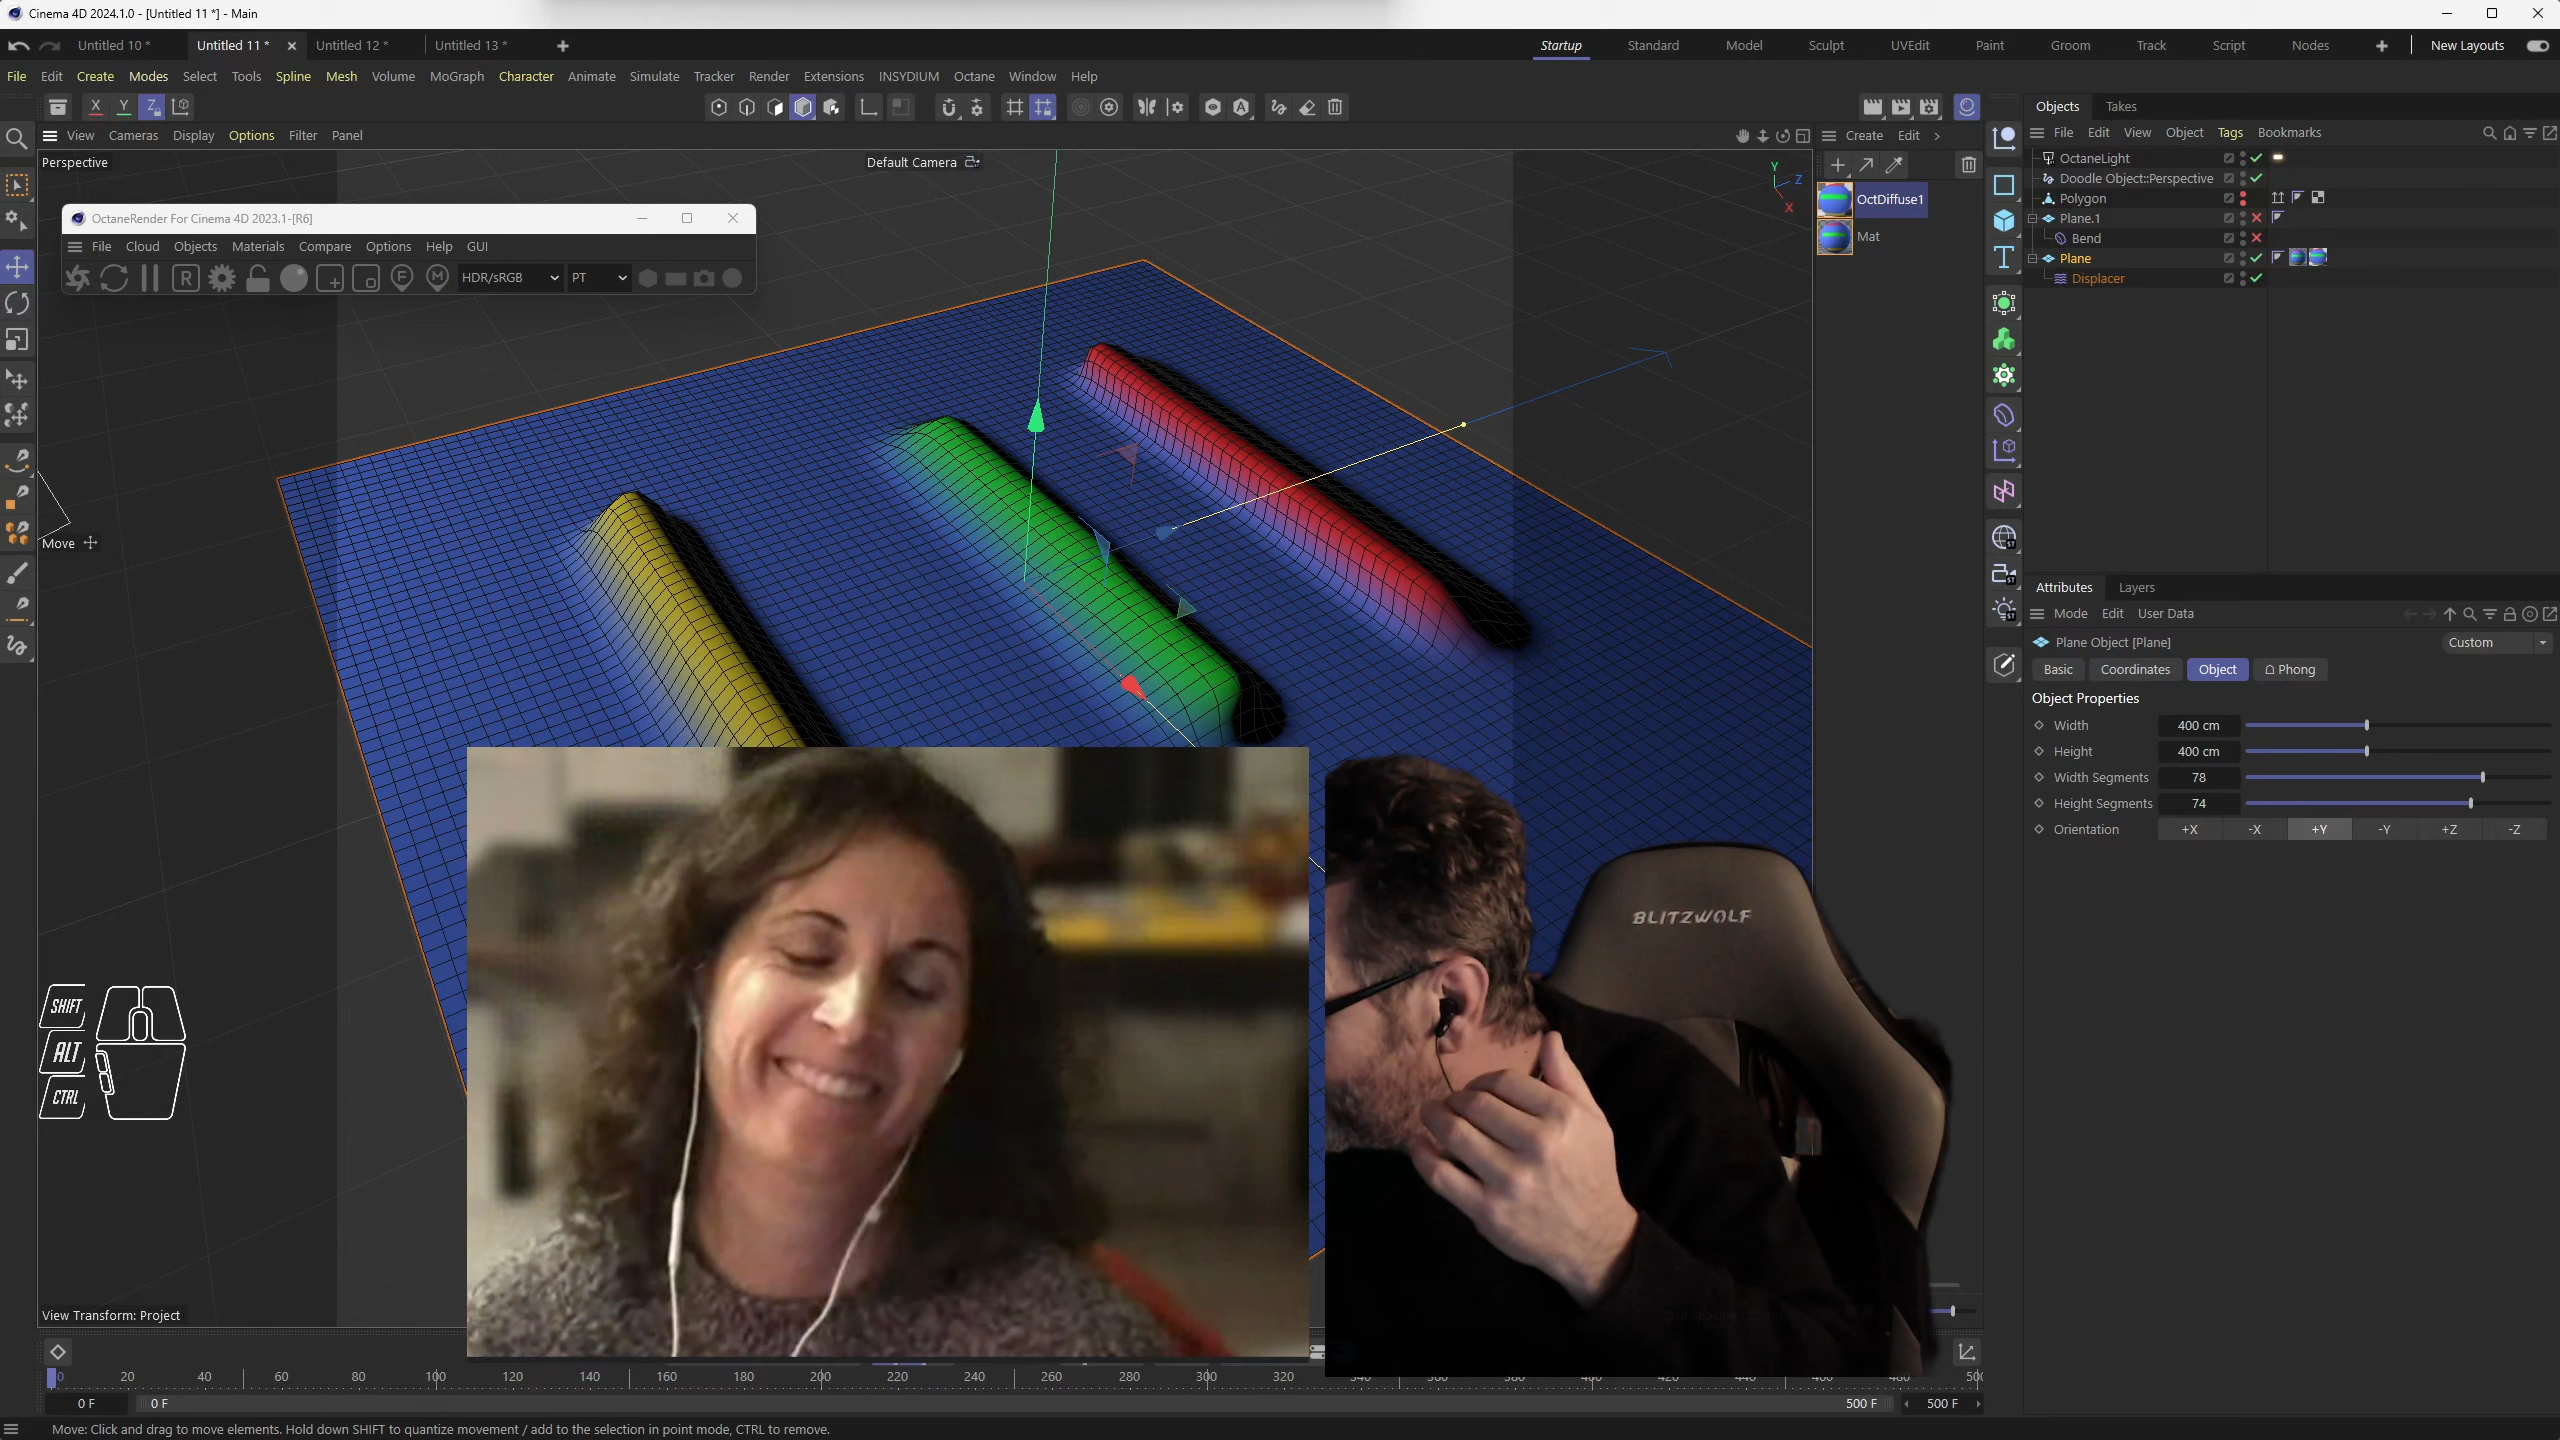 Cinema 4D 2024.1.0 - [Untitled 11 *] - Main
Untitled 10 * Untitled 11 * Untitled 12 * Untitled 13 * Startup Standard Model Sculpt UVEdit Paint Groom Track Script Nodes New Layouts
File Edit Create Modes Select Tools Spline Mesh Volume MoGraph Character Animate Simulate Tracker Render Extensions INSYDIUM Octane Window Help
X Y Z
View Cameras Display Options Filter Panel
Perspective
Default Camera
Y
Z
X
OctaneRender For Cinema 4D 2023.1-[R6]
File Cloud Objects Materials Compare Options Help GUI
R HDR/sRGB PT
Move
BLITZWOLF
SHIFT
ALT
CTRL
View Transform: Project
Create Edit
OctDiffuse1
Mat
Objects Takes
File Edit View Object Tags Bookmarks
OctaneLight
Doodle Object::Perspective
Polygon
Plane.1
Bend
Plane
Displacer
Attributes Layers
Mode Edit User Data
Plane Object [Plane] Custom
Basic Coordinates Object Phong
Object Properties
Width 400 cm
Height 400 cm
Width Segments 78
Height Segments 74
Orientation +X -X +Y -Y +Z -Z
0 20 40 60 80 100 120 140 160 180 200 220 240 260 280 300 320
0 F 0 F 500 F 500 F
Move: Click and drag to move elements. Hold down SHIFT to quantize movement / add to the selection in point mode, CTRL to remove.